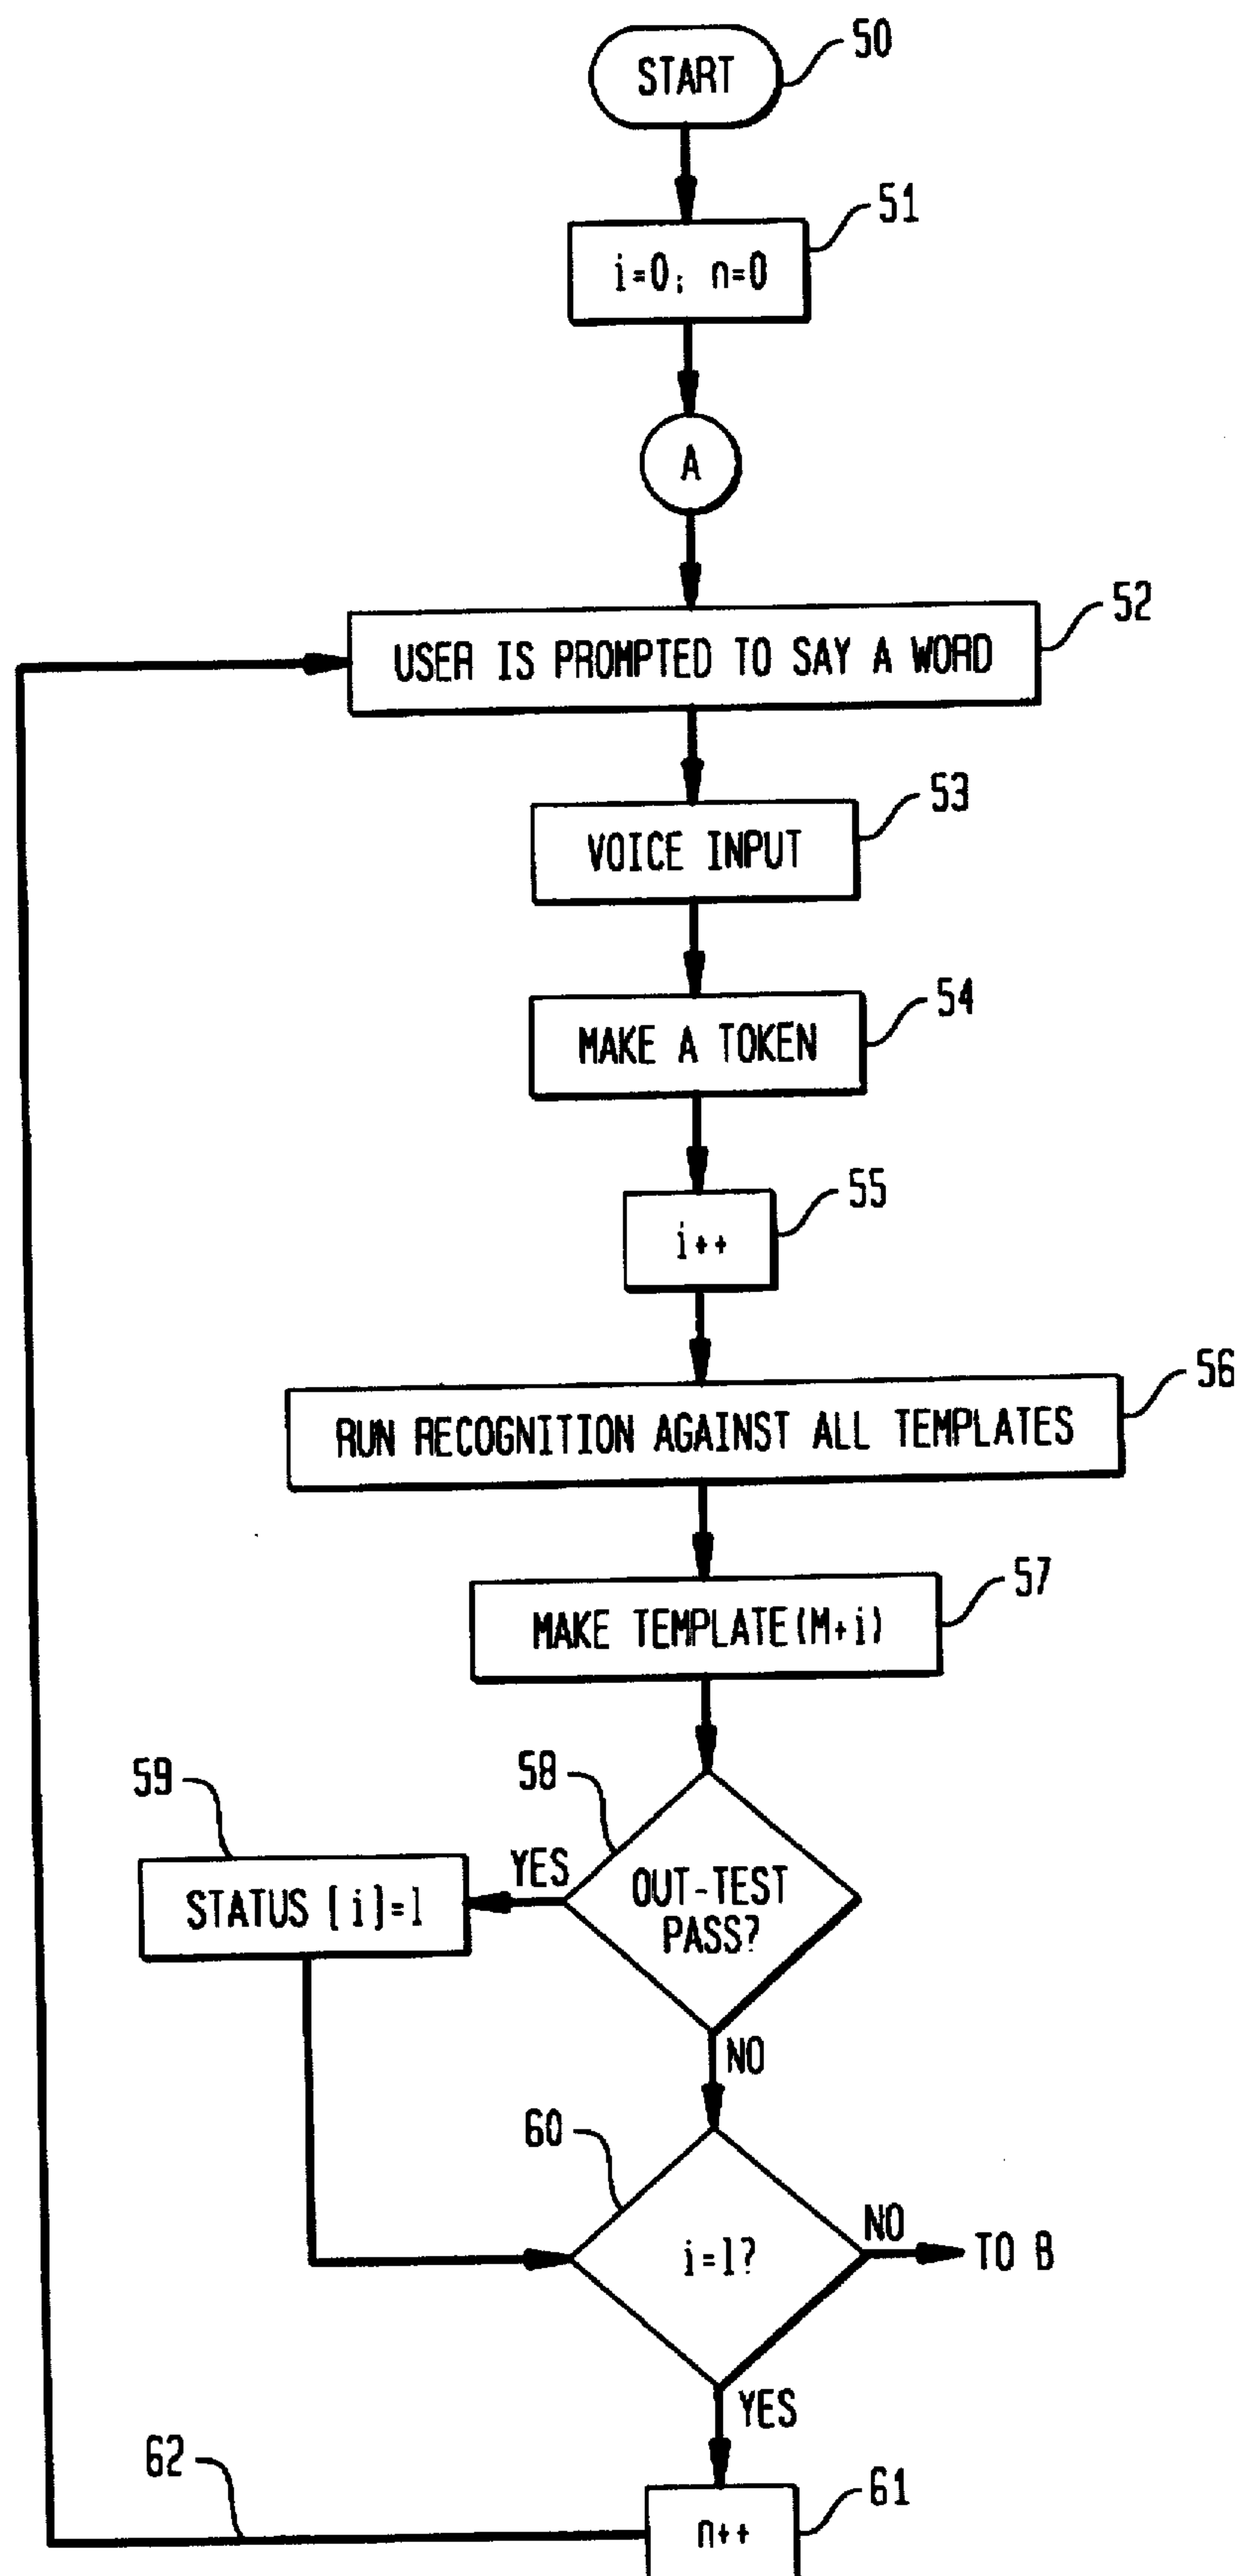 50
START
51
i=0; n=0
A
52
USER IS PROMPTED TO SAY A WORD
53
VOICE INPUT
54
MAKE A TOKEN
55
i++
56
RUN RECOGNITION AGAINST ALL TEMPLATES
57
MAKE TEMPLATE(M+i)
58
59
YES
OUT-TEST
PASS?
STATUS [i]=1
NO
60
i=1?
NO
TO B
YES
62
61
n++